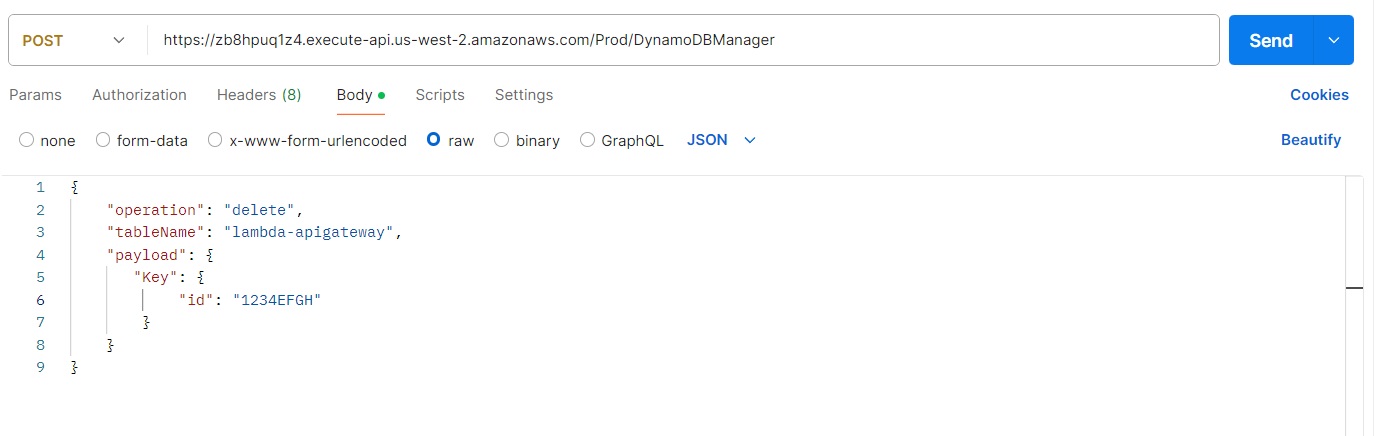 POST https://zb8hpuq1z4.execute-api.us-west-2.amazonaws.com/Prod/DynamoDBManager Send
Params Authorization Headers (8) Body Scripts Settings Cookies
none form-data x-www-form-urlencoded raw binary GraphQL JSON Beautify
1 {
2 "operation": "delete",
3 "tableName": "lambda-apigateway",
4 "payload": {
5 "Key": {
6 "id": "1234EFGH"
7 }
8 }
9 }